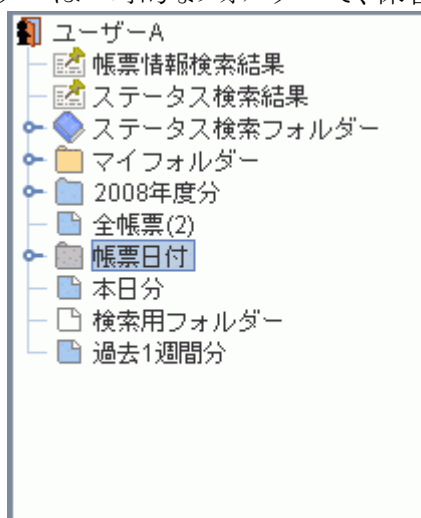 ユーザーA
帳票情報検索結果
ステータス検索結果
ステータス検索フォルダー
マイフォルダー
2008年度分
全帳票(2)
帳票日付
本日分
検索用フォルダー
過去1週間分